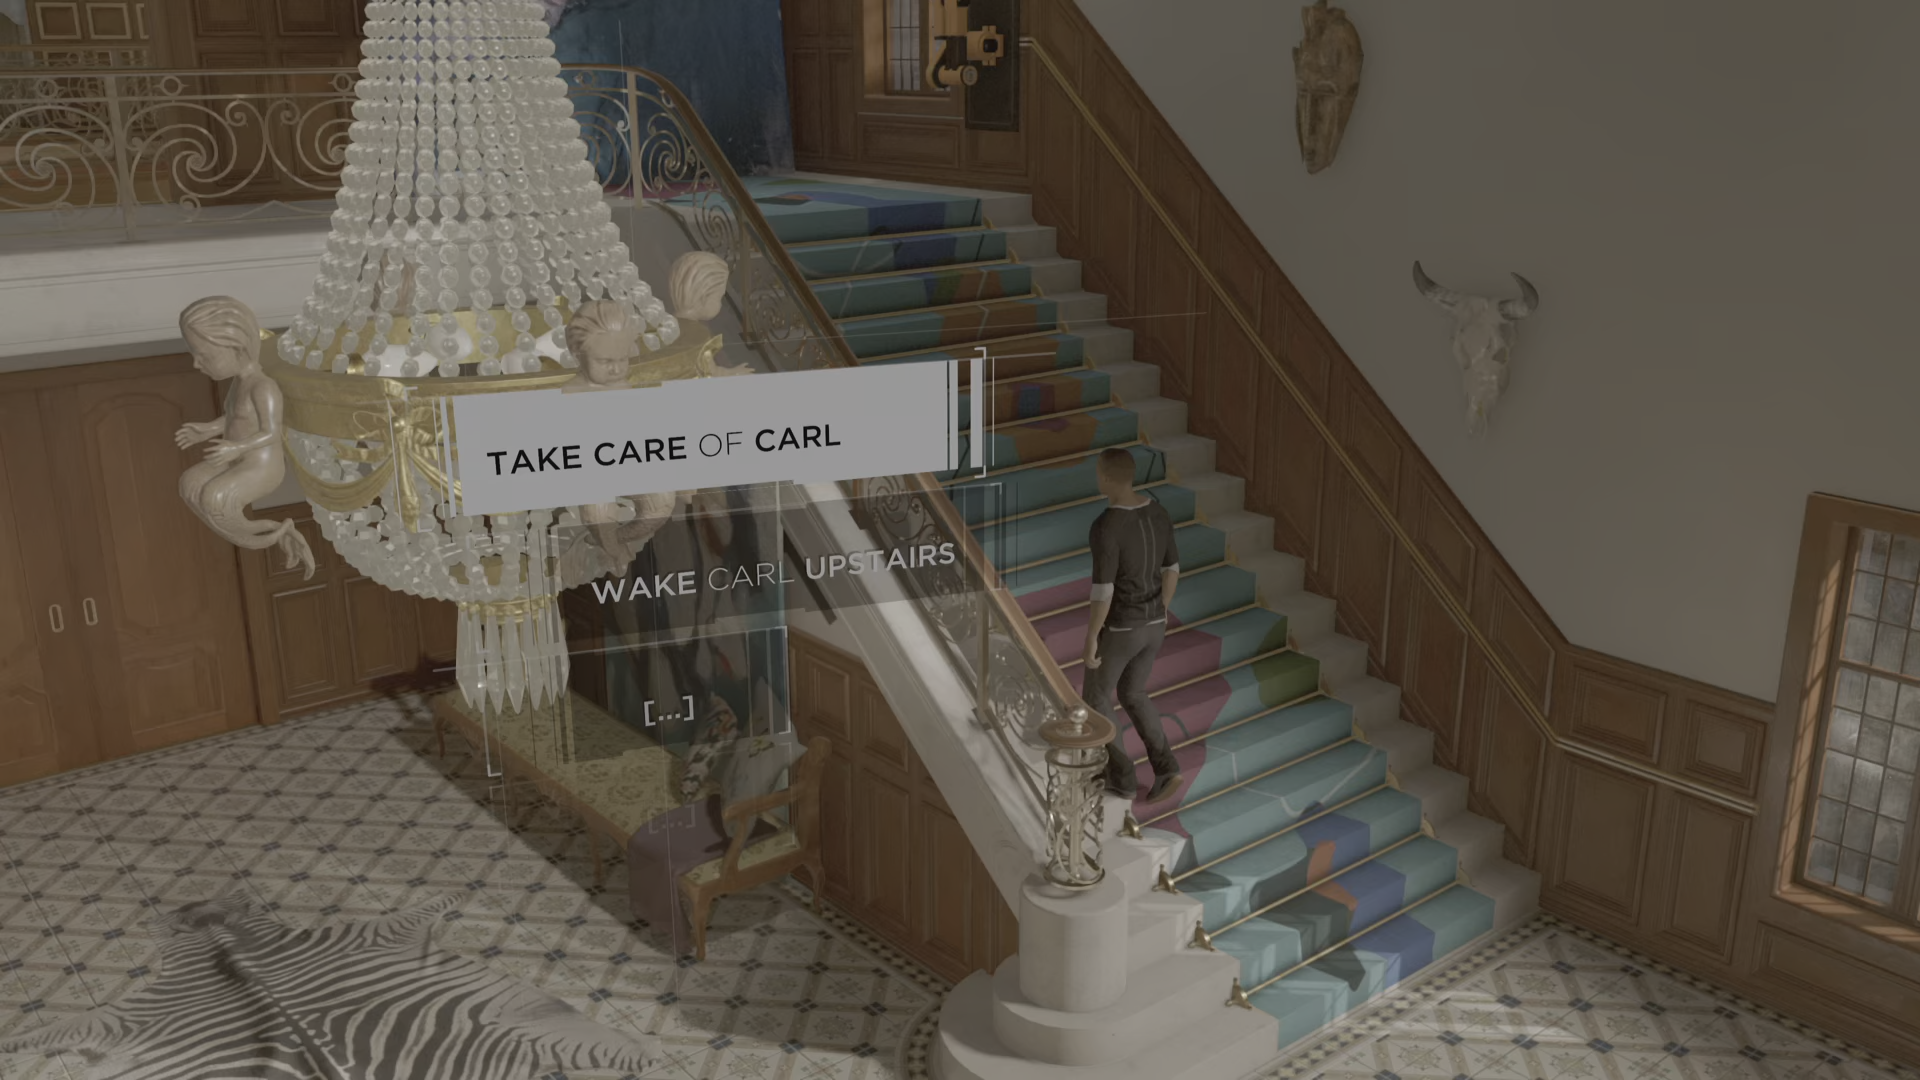 TAKE CARE OF CARL
WAKE CARL UPSTAIRS
[...]
[...]